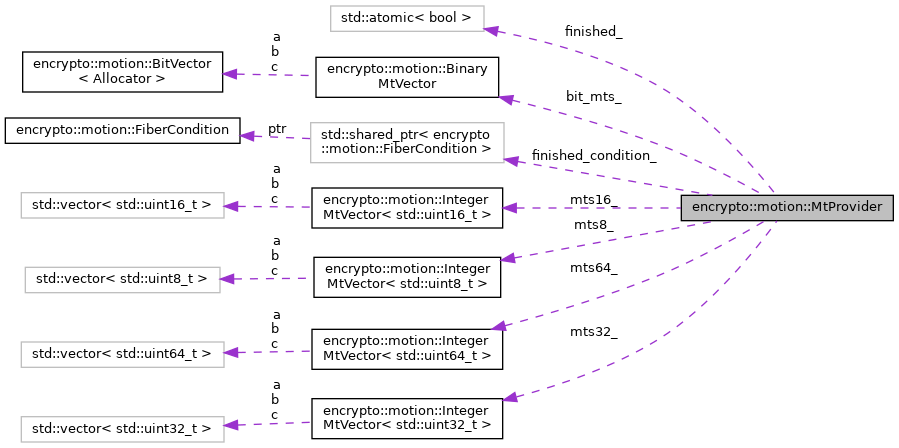 std::atomic< bool >
finished_
encrypto::motion::BitVector
< Allocator >
a
b
c
encrypto::motion::Binary
MtVector
bit_mts_
encrypto::motion::FiberCondition
ptr
std::shared_ptr< encrypto
::motion::FiberCondition >
finished_condition_
std::vector< std::uint16_t >
a
b
c
encrypto::motion::Integer
MtVector< std::uint16_t >
mts16_
encrypto::motion::MtProvider
std::vector< std::uint8_t >
a
b
c
encrypto::motion::Integer
MtVector< std::uint8_t >
mts8_
std::vector< std::uint64_t >
a
b
c
encrypto::motion::Integer
MtVector< std::uint64_t >
mts64_
std::vector< std::uint32_t >
a
b
c
encrypto::motion::Integer
MtVector< std::uint32_t >
mts32_